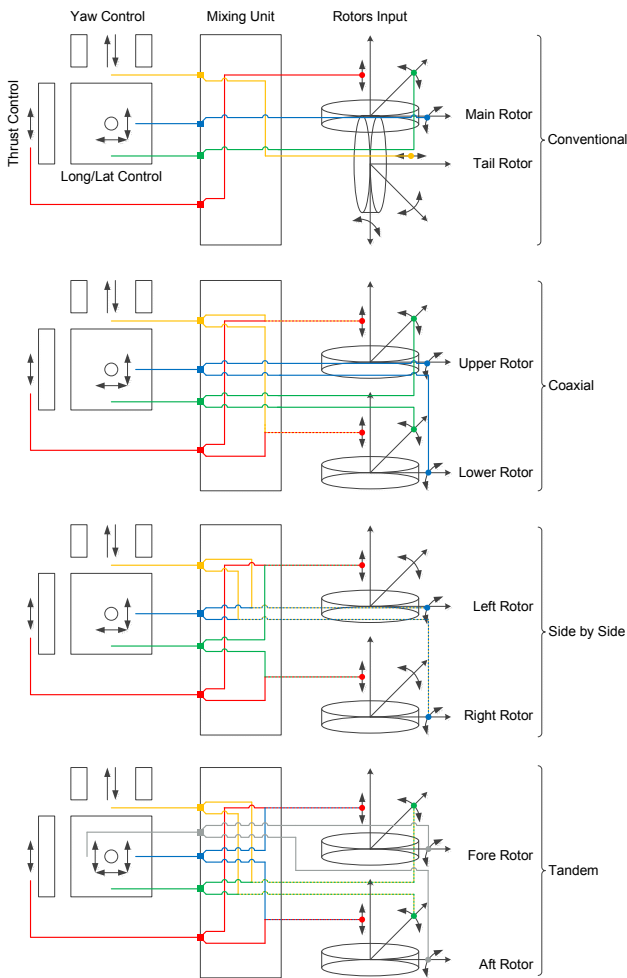 Yaw Control
Mixing Unit
Rotors Input
Thrust Control
Long/Lat Control
Main Rotor
Tail Rotor
Conventional
Upper Rotor
Lower Rotor
Coaxial
Left Rotor
Right Rotor
Side by Side
Fore Rotor
Aft Rotor
Tandem